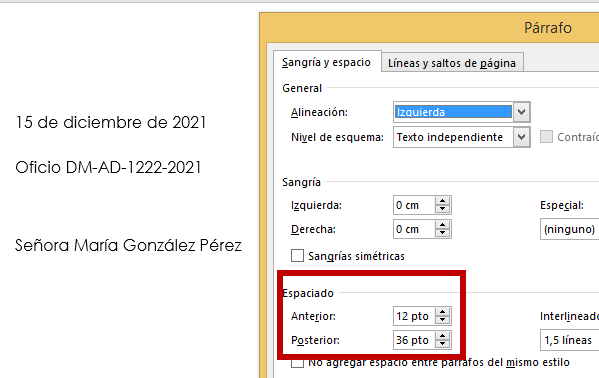 Párrafo
Sangría y espacio
Líneas y saltos de página
General
Alineación: Izquierda
Nivel de esquema: Texto independiente Contraíd
15 de diciembre de 2021
Oficio DM-AD-1222-2021
Señora María González Pérez
Sangría
Izquierda: 0 cm Especial:
Derecha: 0 cm (ninguno)
Sangrías simétricas
Espaciado
Anterior: 12 pto Interlineado
Posterior: 36 pto 1,5 líneas
No agregar espacio entre párrafos del mismo estilo